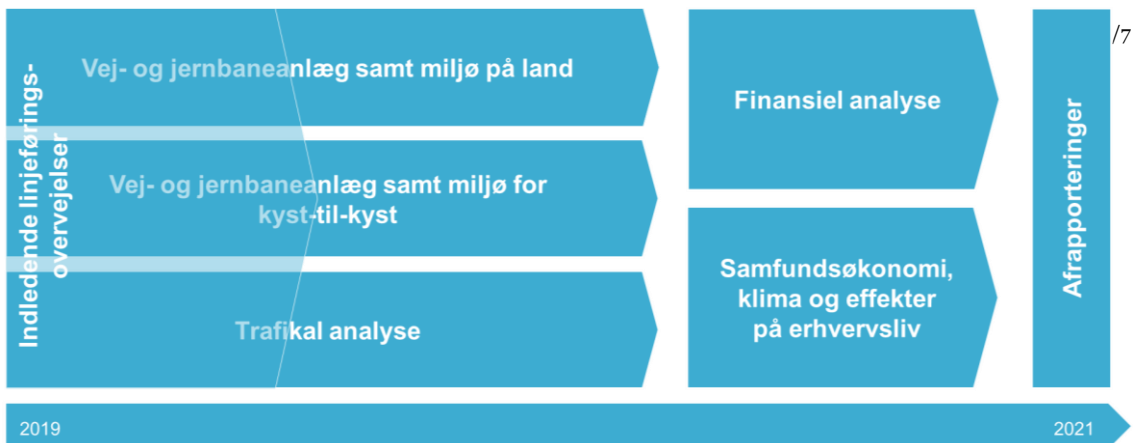 Indledende linjeførings-
overvejelser
Vej- og jernbaneanlæg samt miljø på land
Vej- og jernbaneanlæg samt miljø for
kyst-til-kyst
Trafikal analyse
Finansiel analyse
Samfundsøkonomi,
klima og effekter
på erhvervsliv
Afrapporteringer
/7
2019
2021